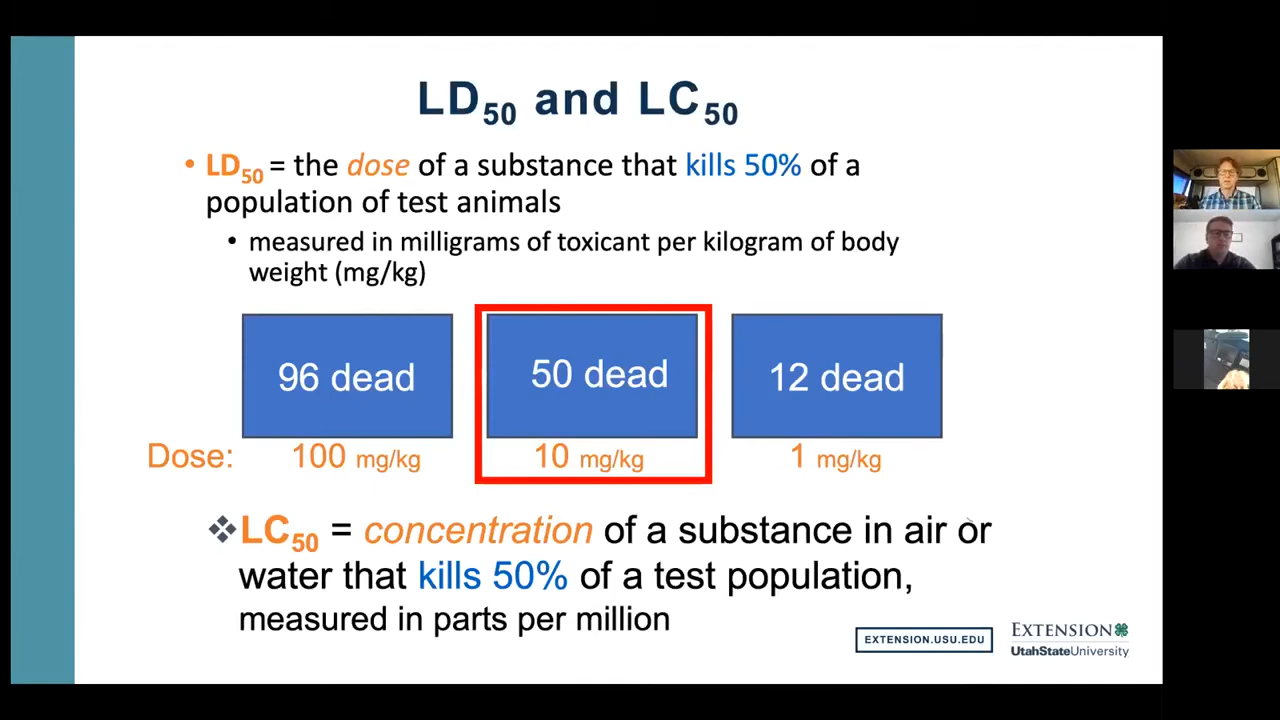 LD50 and LC50
• LD50 = the dose of a substance that kills 50% of a
population of test animals
• measured in milligrams of toxicant per kilogram of body
weight (mg/kg)
96 dead 50 dead 12 dead
Dose: 100 mg/kg 10 mg/kg 1 mg/kg
❖LC50 = concentration of a substance in air or
water that kills 50% of a test population,
measured in parts per million
EXTENSION.USU.EDU
EXTENSION
UtahStateUniversity